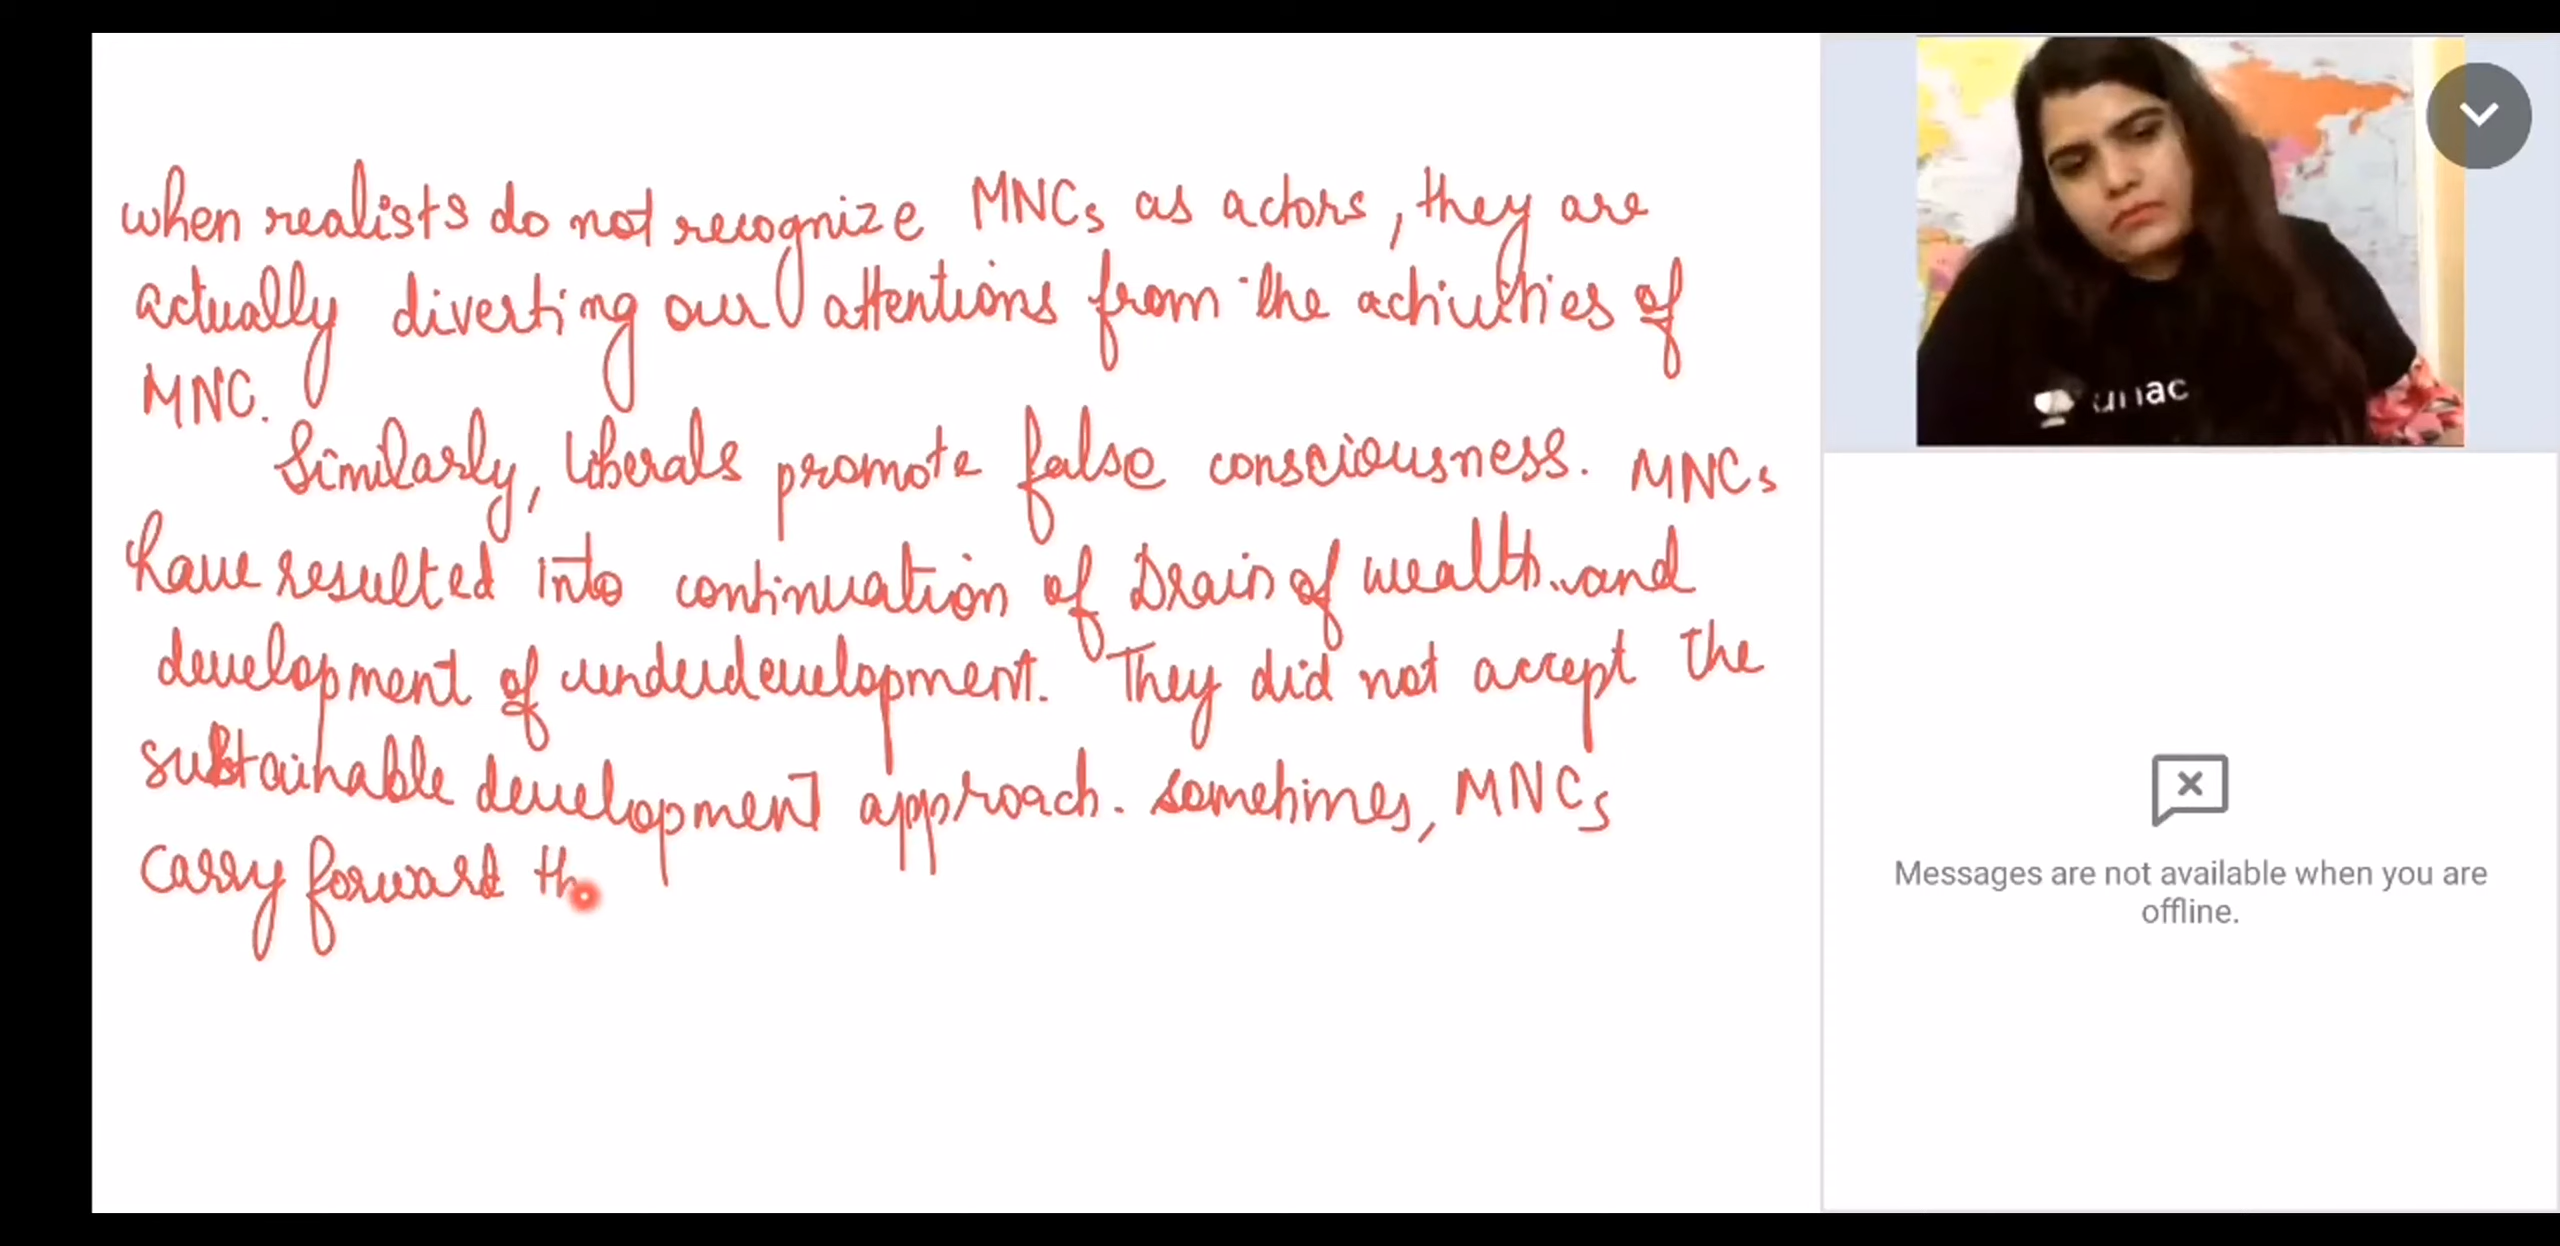 when realists do not recognize MNCs as actors, they are
actually diverting our attentions from the activities of
MNC.
Similarly, liberals promote false consciousness. MNCs
have resulted into continuation of Drain of wealth and
development of underdevelopment. They did not accept the
sustainable development approach. sometimes, MNCs
carry forward th
unac
Messages are not available when you are
offline.